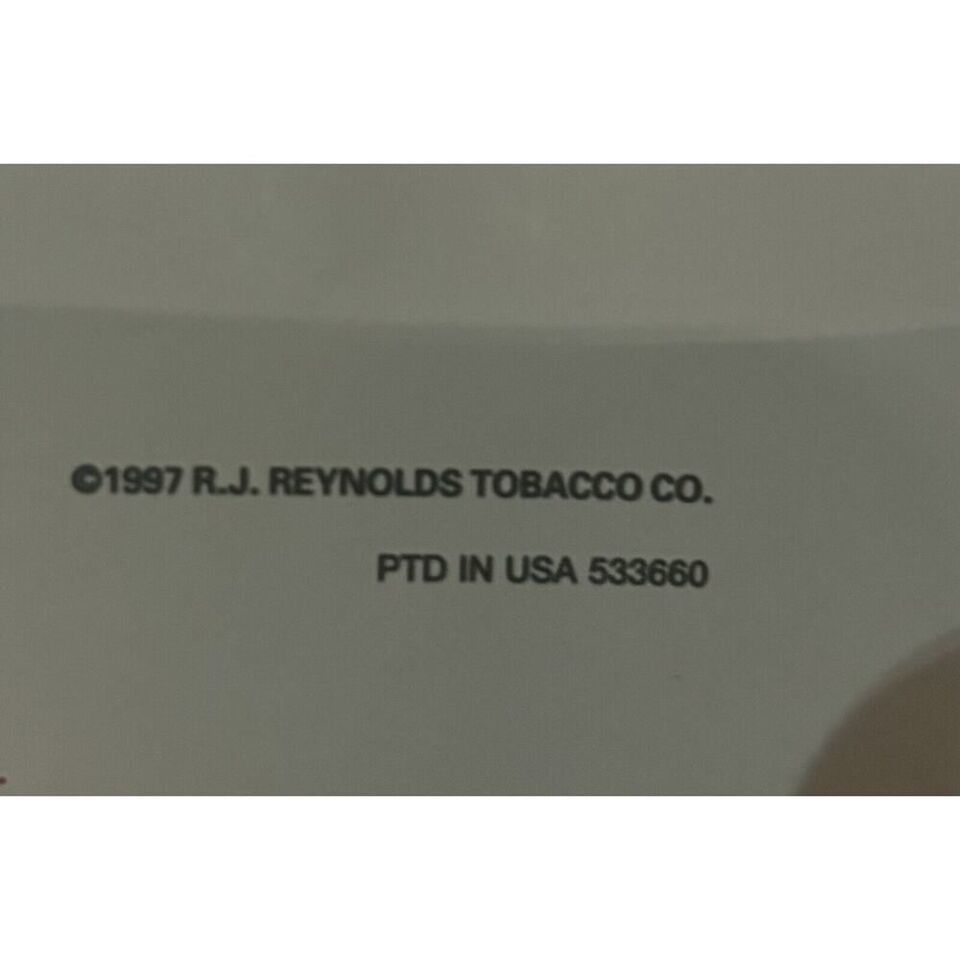 ©1997 R.J. REYNOLDS TOBACCO CO.
PTD IN USA 533660